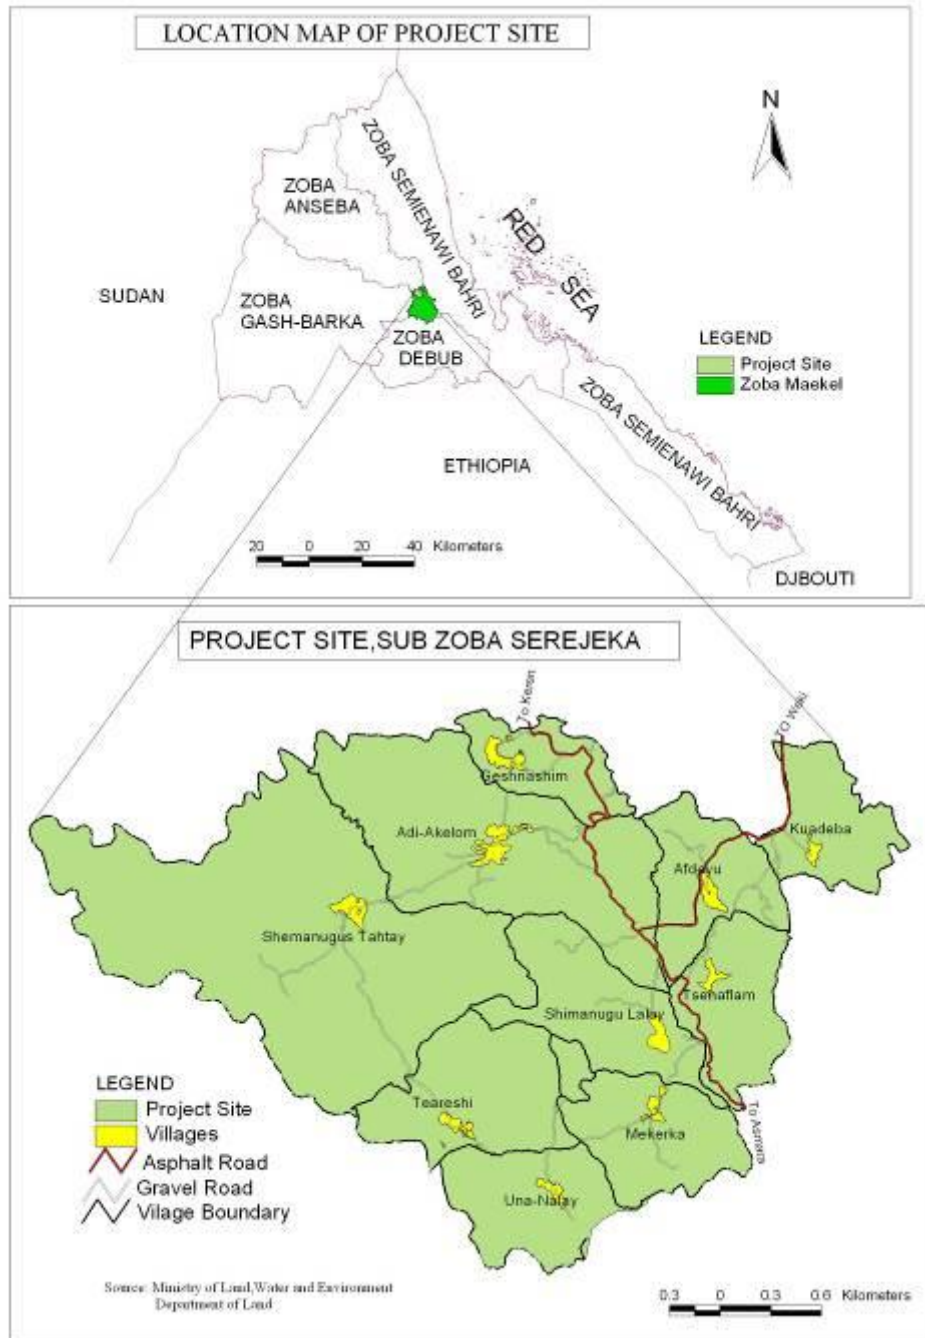 LOCATION MAP OF PROJECT SITE
N
ZOBA SEMIENAWI BAHRI
ZOBA
ANSEBA
RED SEA
SUDAN
ZOBA
GASH-BARKA
ZOBA
DEBUB
LEGEND
Project Site
Zoba Maekel
ZOBA SEMIENAWI BAHRI
ETHIOPIA
20 0 20 40 Kilometers
DJBOUTI
PROJECT SITE,SUB ZOBA SEREJEKA
To Keren
TO Weki
Geshnashim
Adi-Akelom
Kuadeba
Afdeyu
Shemanugus Tahtay
Tsenaflam
Shimanugu Lalay
LEGEND
Project Site
Villages
Asphalt Road
Gravel Road
Vilage Boundary
Teareshi
Mekerka
To Asmara
Una-Nalay
Source: Ministry of Land,Water and Environment
Department of Land
0.3 0 0.3 0.6 Kilometers